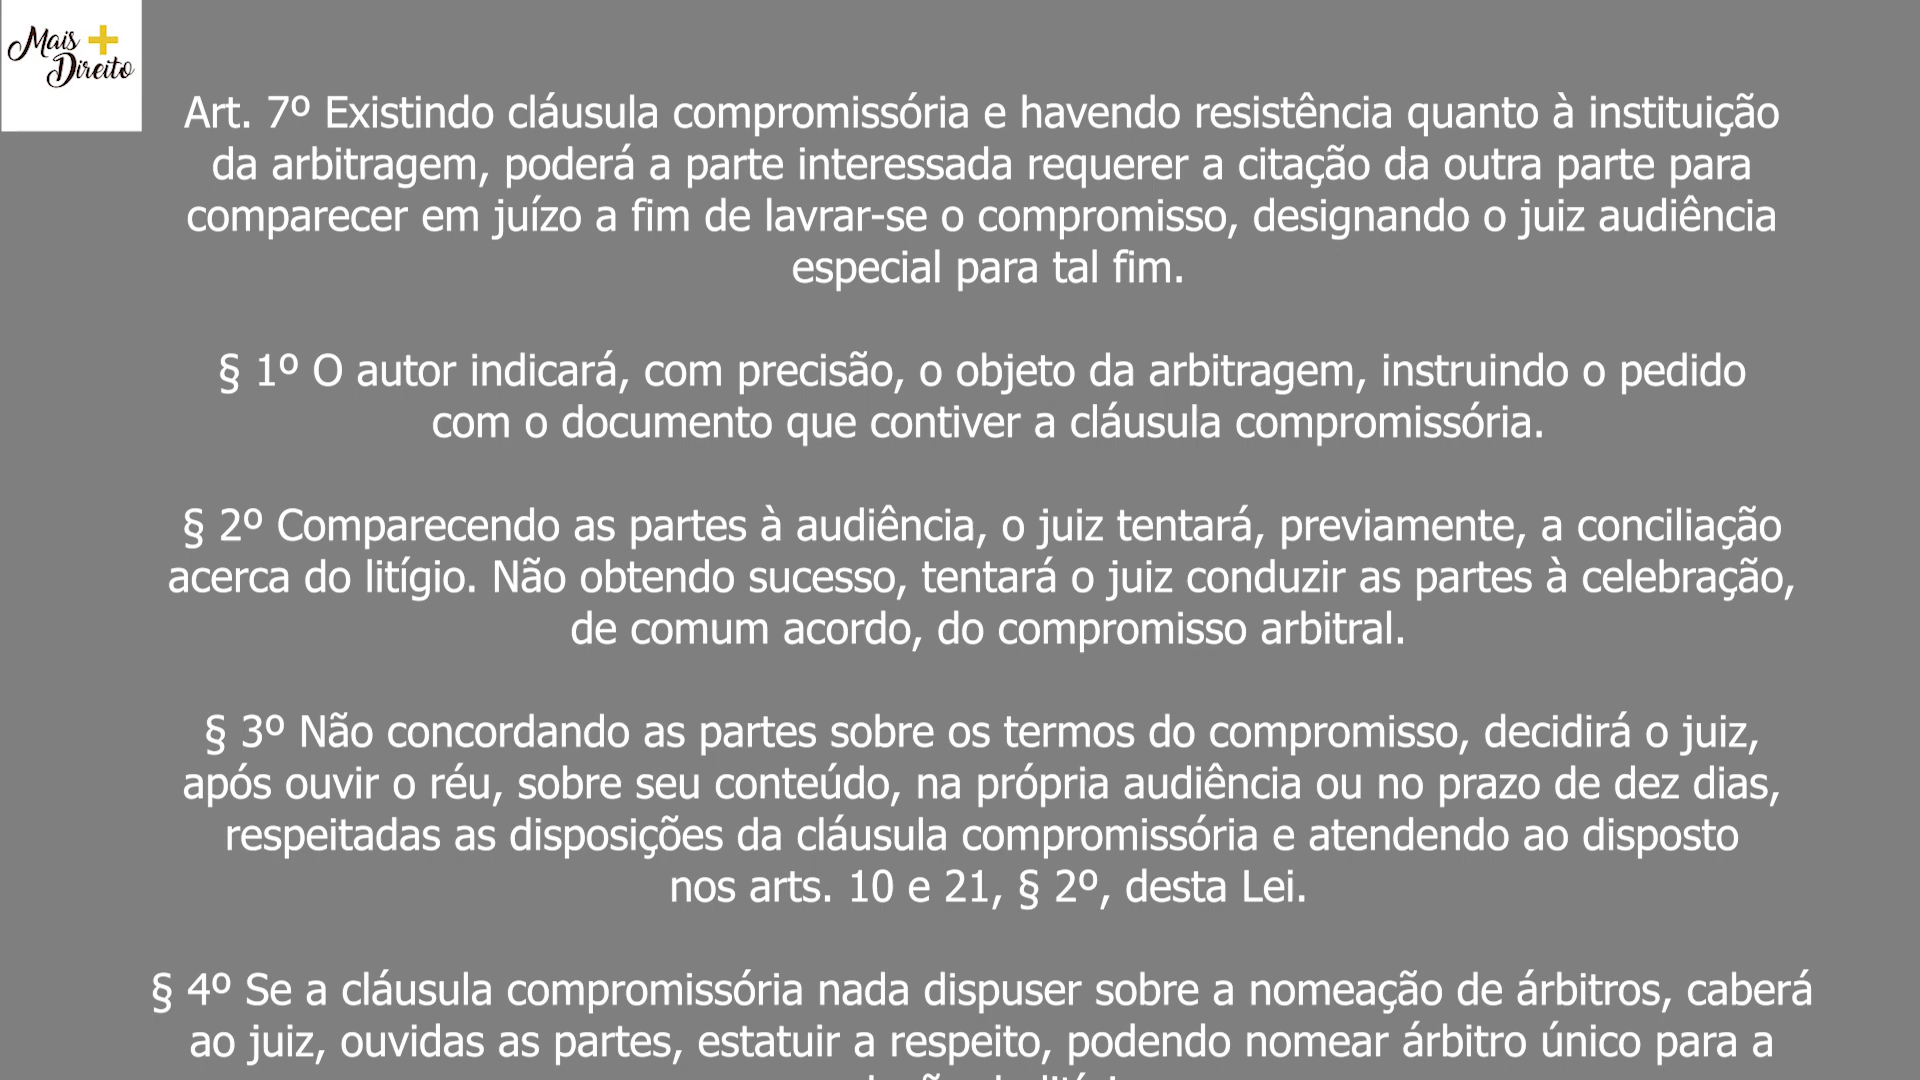 Mais +
Direito
Art. 7º Existindo cláusula compromissória e havendo resistência quanto à instituição
da arbitragem, poderá a parte interessada requerer a citação da outra parte para
comparecer em juízo a fim de lavrar-se o compromisso, designando o juiz audiência
especial para tal fim.
§ 1º O autor indicará, com precisão, o objeto da arbitragem, instruindo o pedido
com o documento que contiver a cláusula compromissória.
§ 2º Comparecendo as partes à audiência, o juiz tentará, previamente, a conciliação
acerca do litígio. Não obtendo sucesso, tentará o juiz conduzir as partes à celebração,
de comum acordo, do compromisso arbitral.
§ 3º Não concordando as partes sobre os termos do compromisso, decidirá o juiz,
após ouvir o réu, sobre seu conteúdo, na própria audiência ou no prazo de dez dias,
respeitadas as disposições da cláusula compromissória e atendendo ao disposto
nos arts. 10 e 21, § 2º, desta Lei.
§ 4º Se a cláusula compromissória nada dispuser sobre a nomeação de árbitros, caberá
ao juiz, ouvidas as partes, estatuir a respeito, podendo nomear árbitro único para a